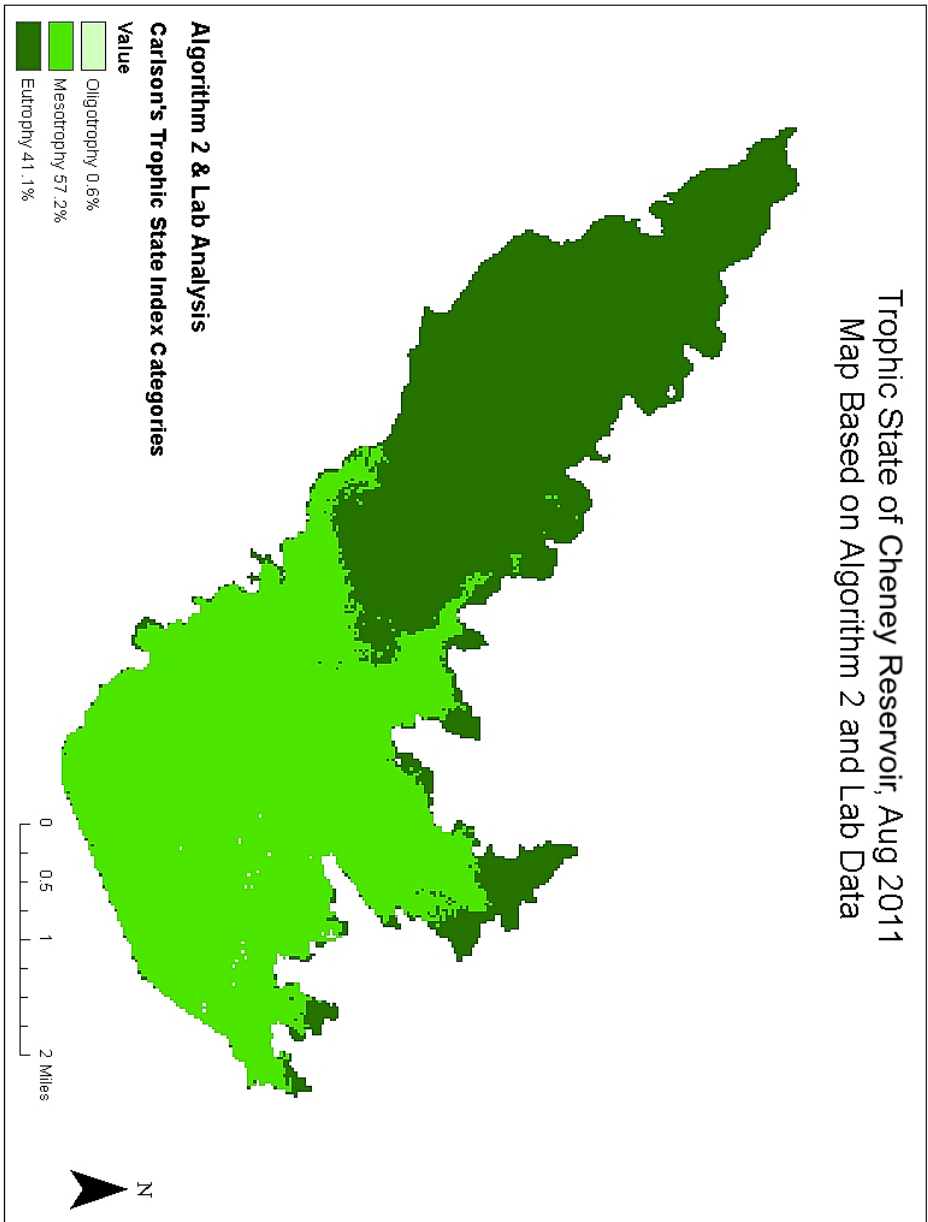 Trophic State of Cheney Reservoir, Aug 2011
Map Based on Algorithm 2 and Lab Data
Algorithm 2 & Lab Analysis
Carlson's Trophic State Index Categories
Value
Oligotrophy 0.6%
Mesotrophy 57.2%
Eutrophy 41.1%
0 0.5 1 2 Miles
N